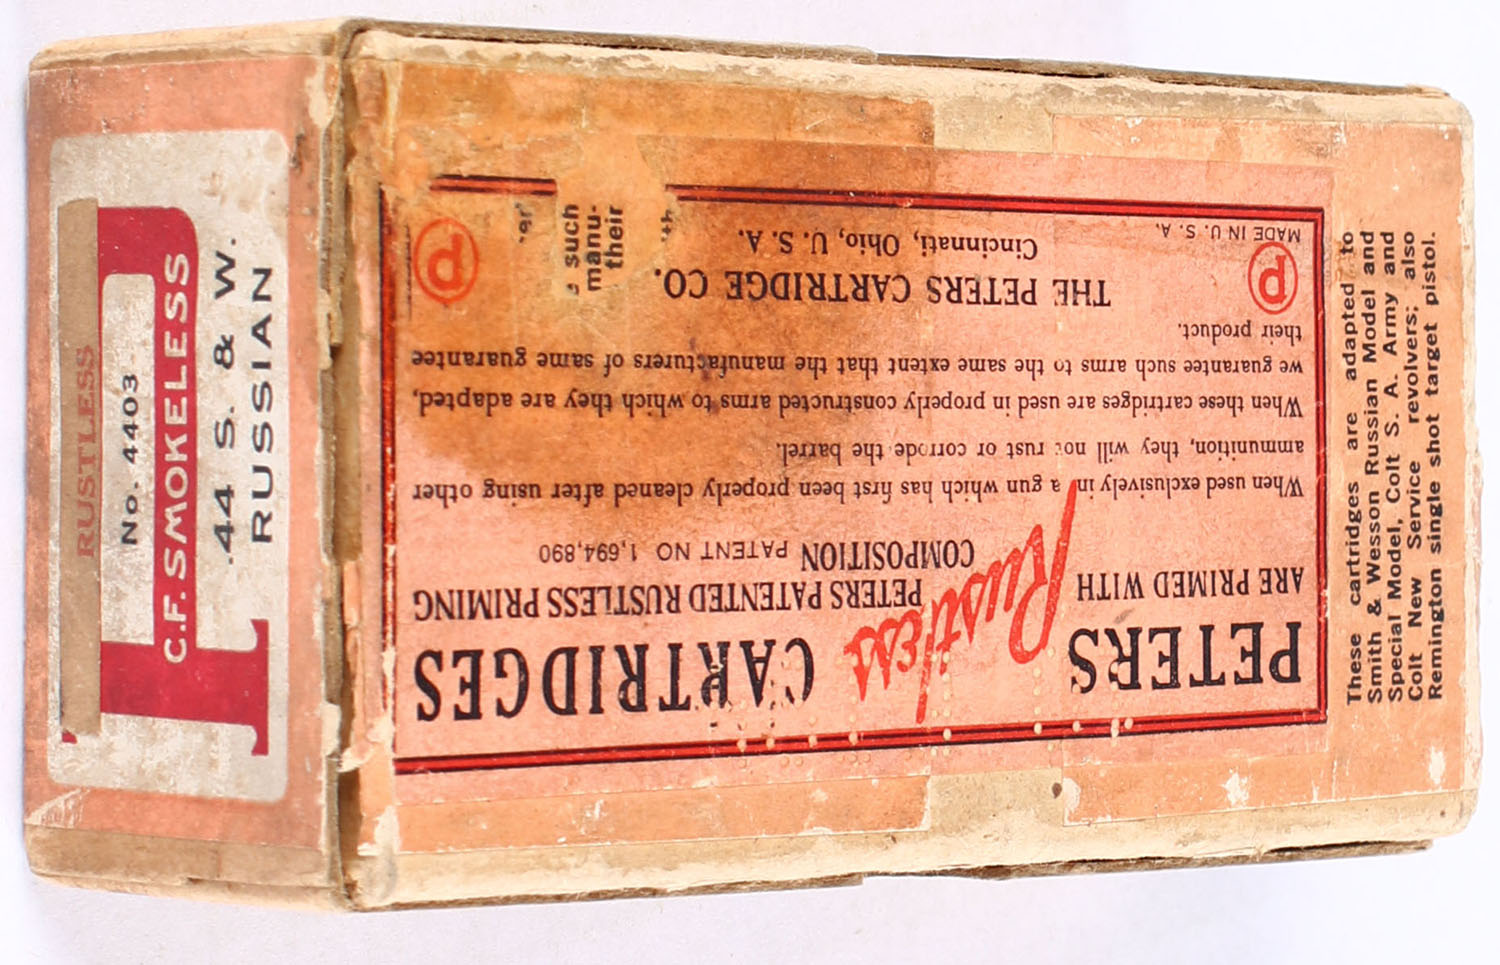 RUSTLESS
No. 4403
C.F. SMOKELESS
.44 S. & W.
RUSSIAN
PETERS Rustless CARTRIDGES
ARE PRIMED WITH PETERS PATENTED RUSTLESS PRIMING
COMPOSITION PATENT NO 1,694,890
When used exclusively in a gun which has first been properly cleaned after using other
ammunition, they will not rust or corrode the barrel.
When these cartridges are used in properly constructed arms to which they are adapted,
we guarantee such arms to the same extent that the manufacturers of same guarantee
their product.
P THE PETERS CARTRIDGE CO. P
Cincinnati, Ohio, U. S. A.
MADE IN U. S. A.
such
manu-
their
These cartridges are adapted to
Smith & Wesson Russian Model and
Special Model, Colt S. A. Army and
Colt New Service revolvers; also
Remington single shot target pistol.